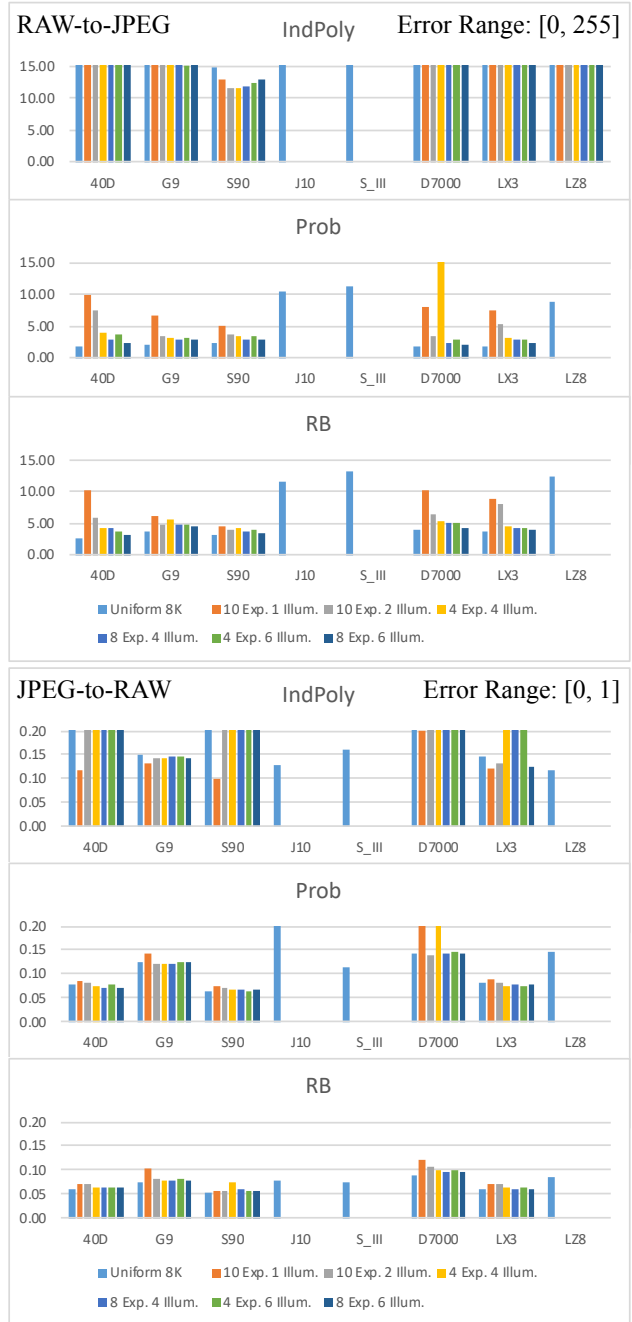 RAW-to-JPEG IndPoly Error Range: [0, 255]
15.00
10.00
5.00
0.00
40D G9 S90 J10 S_III D7000 LX3 LZ8
Prob
15.00
10.00
5.00
0.00
40D G9 S90 J10 S_III D7000 LX3 LZ8
RB
15.00
10.00
5.00
0.00
40D G9 S90 J10 S_III D7000 LX3 LZ8
Uniform 8K 10 Exp. 1 Illum. 10 Exp. 2 Illum. 4 Exp. 4 Illum.
8 Exp. 4 Illum. 4 Exp. 6 Illum. 8 Exp. 6 Illum.
JPEG-to-RAW IndPoly Error Range: [0, 1]
0.20
0.15
0.10
0.05
0.00
40D G9 S90 J10 S_III D7000 LX3 LZ8
Prob
0.20
0.15
0.10
0.05
0.00
40D G9 S90 J10 S_III D7000 LX3 LZ8
RB
0.20
0.15
0.10
0.05
0.00
40D G9 S90 J10 S_III D7000 LX3 LZ8
Uniform 8K 10 Exp. 1 Illum. 10 Exp. 2 Illum. 4 Exp. 4 Illum.
8 Exp. 4 Illum. 4 Exp. 6 Illum. 8 Exp. 6 Illum.